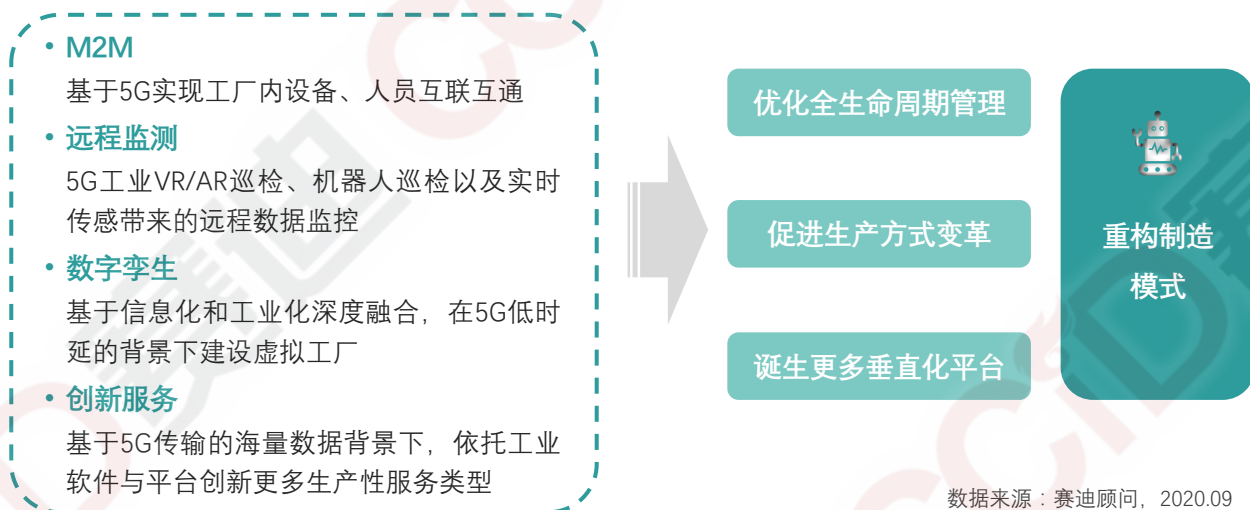 • M2M
基于5G实现工厂内设备、人员互联互通
• 远程监测
5G工业VR/AR巡检、机器人巡检以及实时
传感带来的远程数据监控
• 数字孪生
基于信息化和工业化深度融合，在5G低时
延的背景下建设虚拟工厂
• 创新服务
基于5G传输的海量数据背景下，依托工业
软件与平台创新更多生产性服务类型
优化全生命周期管理
促进生产方式变革
诞生更多垂直化平台
重构制造
模式
数据来源：赛迪顾问，2020.09